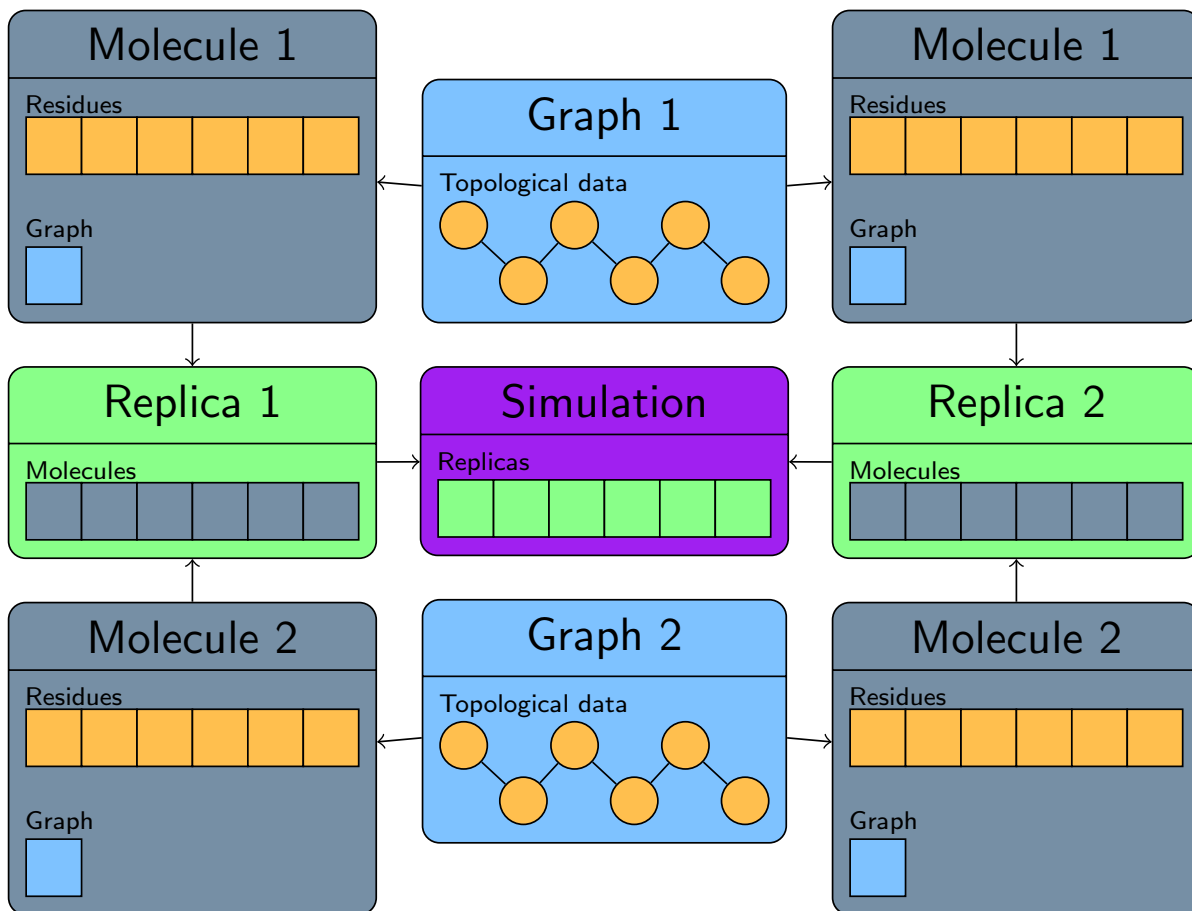 Molecule 1
Residues
Graph
Graph 1
Topological data
Molecule 1
Residues
Graph
Replica 1
Molecules
Simulation
Replicas
Replica 2
Molecules
Molecule 2
Residues
Graph
Graph 2
Topological data
Molecule 2
Residues
Graph